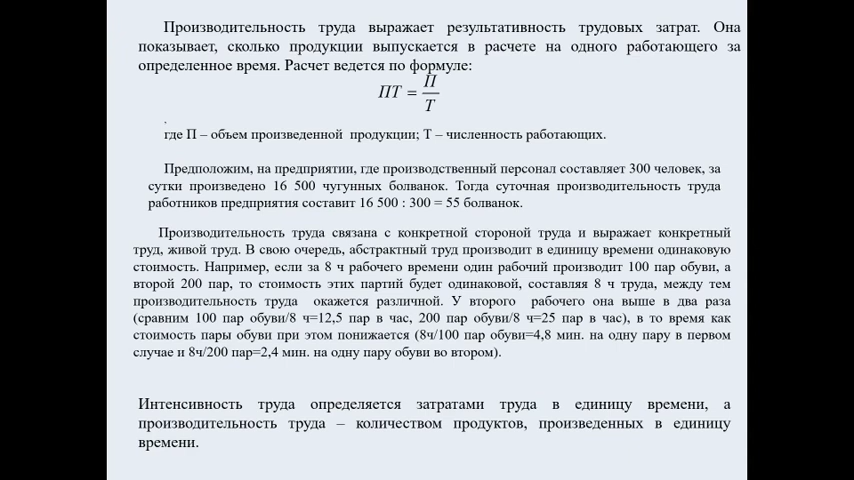 Производительность труда выражает результативность трудовых затрат. Она
показывает, сколько продукции выпускается в расчете на одного работающего за
определенное время. Расчет ведется по формуле:
ПТ = П/Т
.
где П – объем произведенной продукции; Т – численность работающих.
Предположим, на предприятии, где производственный персонал составляет 300 человек, за
сутки произведено 16 500 чугунных болванок. Тогда суточная производительность труда
работников предприятия составит 16 500 : 300 = 55 болванок.
Производительность труда связана с конкретной стороной труда и выражает конкретный
труд, живой труд. В свою очередь, абстрактный труд производит в единицу времени одинаковую
стоимость. Например, если за 8 ч рабочего времени один рабочий производит 100 пар обуви, а
второй 200 пар, то стоимость этих партий будет одинаковой, составляя 8 ч труда, между тем
производительность труда окажется различной. У второго рабочего она выше в два раза
(сравним 100 пар обуви/8 ч=12,5 пар в час, 200 пар обуви/8 ч=25 пар в час), в то время как
стоимость пары обуви при этом понижается (8ч/100 пар обуви=4,8 мин. на одну пару в первом
случае и 8ч/200 пар=2,4 мин. на одну пару обуви во втором).
Интенсивность труда определяется затратами труда в единицу времени, а
производительность труда – количеством продуктов, произведенных в единицу
времени.